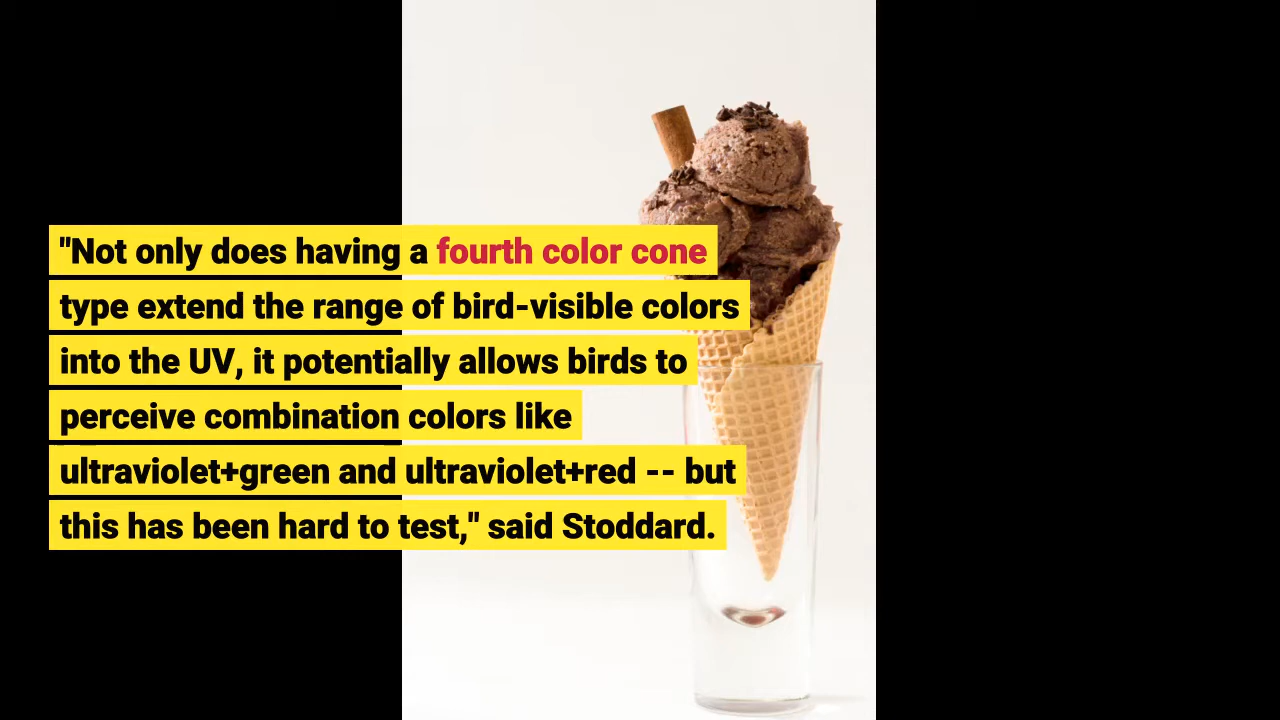 "Not only does having a fourth color cone
type extend the range of bird-visible colors
into the UV, it potentially allows birds to
perceive combination colors like
ultraviolet+green and ultraviolet+red -- but
this has been hard to test," said Stoddard.